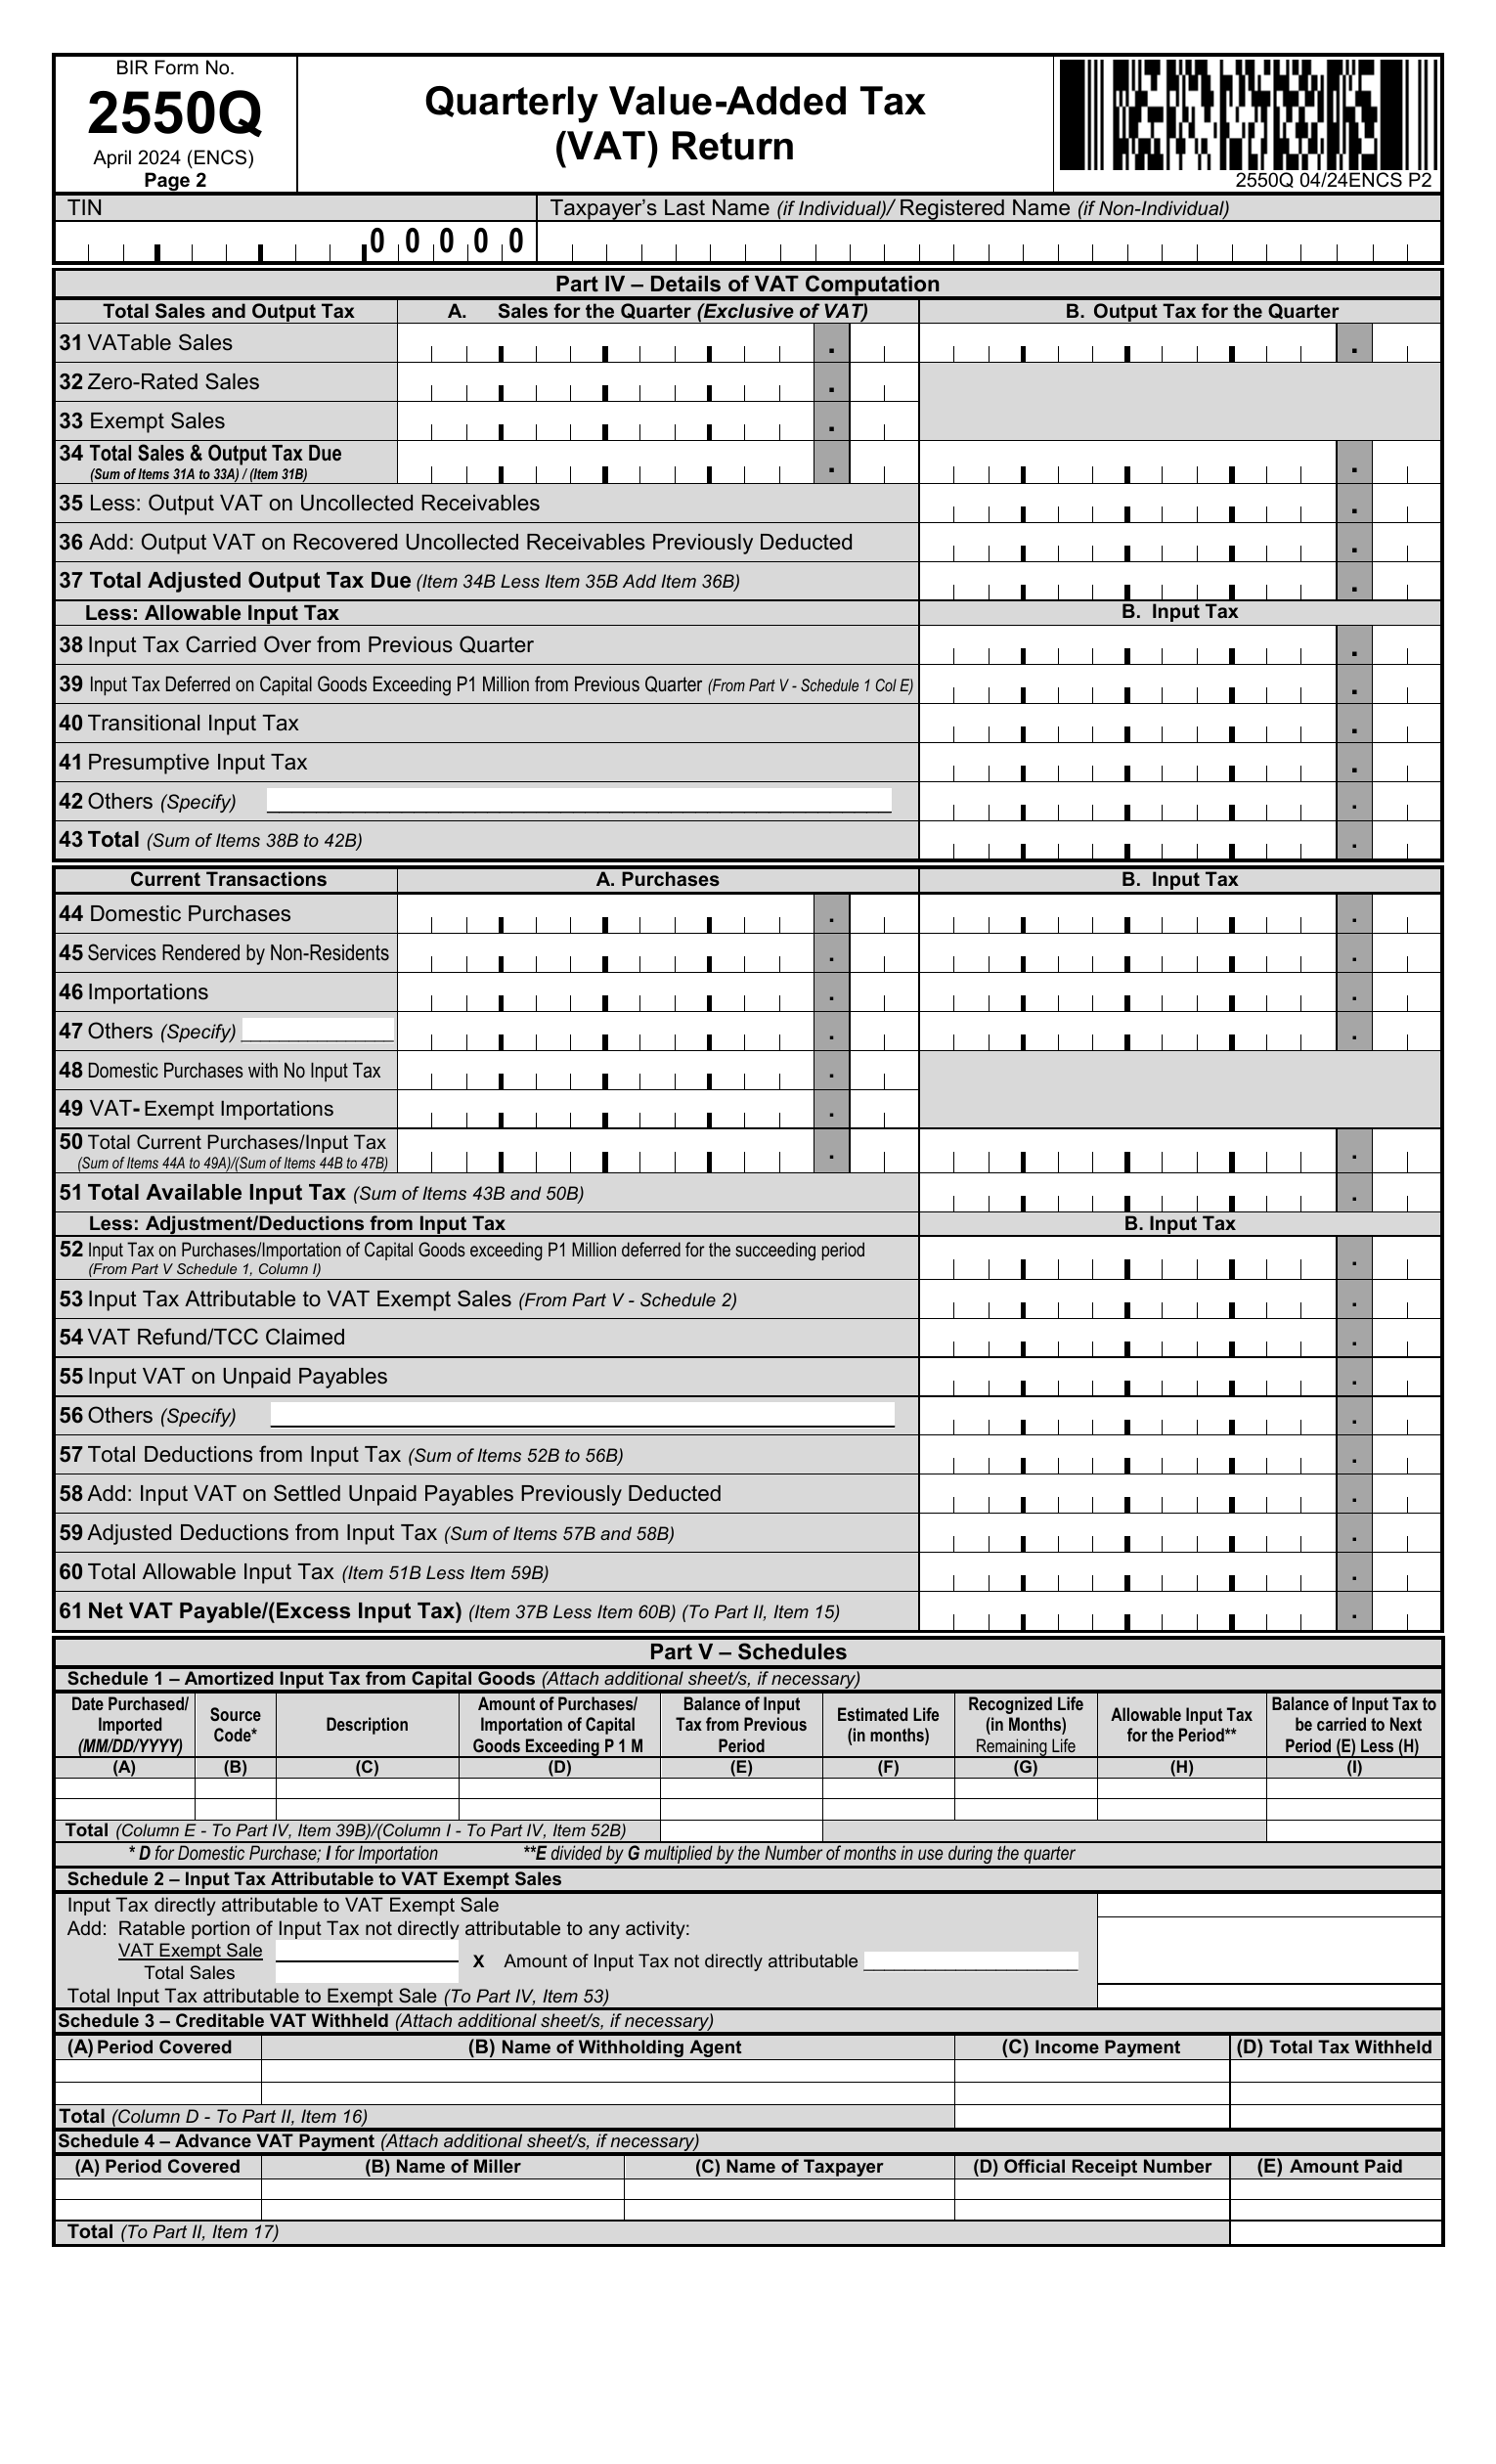 BIR Form No.
2550Q
April 2024 (ENCS)
Page 2
Quarterly Value-Added Tax
(VAT) Return
2550Q 04/24ENCS P2
TIN
Taxpayer's Last Name (if Individual)/ Registered Name (if Non-Individual)
0 0 0 0 0
Part IV – Details of VAT Computation
Total Sales and Output Tax A. Sales for the Quarter (Exclusive of VAT) B. Output Tax for the Quarter
31 VATable Sales
32 Zero-Rated Sales
33 Exempt Sales
34 Total Sales & Output Tax Due
(Sum of Items 31A to 33A) / (Item 31B)
35 Less: Output VAT on Uncollected Receivables
36 Add: Output VAT on Recovered Uncollected Receivables Previously Deducted
37 Total Adjusted Output Tax Due (Item 34B Less Item 35B Add Item 36B)
Less: Allowable Input Tax B. Input Tax
38 Input Tax Carried Over from Previous Quarter
39 Input Tax Deferred on Capital Goods Exceeding P1 Million from Previous Quarter (From Part V - Schedule 1 Col E)
40 Transitional Input Tax
41 Presumptive Input Tax
42 Others (Specify)
43 Total (Sum of Items 38B to 42B)
Current Transactions A. Purchases B. Input Tax
44 Domestic Purchases
45 Services Rendered by Non-Residents
46 Importations
47 Others (Specify)
48 Domestic Purchases with No Input Tax
49 VAT-Exempt Importations
50 Total Current Purchases/Input Tax
(Sum of Items 44A to 49A)/(Sum of Items 44B to 47B)
51 Total Available Input Tax (Sum of Items 43B and 50B)
Less: Adjustment/Deductions from Input Tax B. Input Tax
52 Input Tax on Purchases/Importation of Capital Goods exceeding P1 Million deferred for the succeeding period
(From Part V Schedule 1, Column I)
53 Input Tax Attributable to VAT Exempt Sales (From Part V - Schedule 2)
54 VAT Refund/TCC Claimed
55 Input VAT on Unpaid Payables
56 Others (Specify)
57 Total Deductions from Input Tax (Sum of Items 52B to 56B)
58 Add: Input VAT on Settled Unpaid Payables Previously Deducted
59 Adjusted Deductions from Input Tax (Sum of Items 57B and 58B)
60 Total Allowable Input Tax (Item 51B Less Item 59B)
61 Net VAT Payable/(Excess Input Tax) (Item 37B Less Item 60B) (To Part II, Item 15)
Part V – Schedules
Schedule 1 – Amortized Input Tax from Capital Goods (Attach additional sheet/s, if necessary)
Date Purchased/
Imported
(MM/DD/YYYY)
Source
Code*
Description
Amount of Purchases/
Importation of Capital
Goods Exceeding P 1 M
Balance of Input
Tax from Previous
Period
Estimated Life
(in months)
Recognized Life
(in Months)
Remaining Life
Allowable Input Tax
for the Period**
Balance of Input Tax to
be carried to Next
Period (E) Less (H)
(A) (B) (C) (D) (E) (F) (G) (H) (I)
Total (Column E - To Part IV, Item 39B)/(Column I - To Part IV, Item 52B)
* D for Domestic Purchase; I for Importation **E divided by G multiplied by the Number of months in use during the quarter
Schedule 2 – Input Tax Attributable to VAT Exempt Sales
Input Tax directly attributable to VAT Exempt Sale
Add: Ratable portion of Input Tax not directly attributable to any activity:
VAT Exempt Sale
Total Sales
X Amount of Input Tax not directly attributable
Total Input Tax attributable to Exempt Sale (To Part IV, Item 53)
Schedule 3 – Creditable VAT Withheld (Attach additional sheet/s, if necessary)
(A) Period Covered (B) Name of Withholding Agent (C) Income Payment (D) Total Tax Withheld
Total (Column D - To Part II, Item 16)
Schedule 4 – Advance VAT Payment (Attach additional sheet/s, if necessary)
(A) Period Covered (B) Name of Miller (C) Name of Taxpayer (D) Official Receipt Number (E) Amount Paid
Total (To Part II, Item 17)